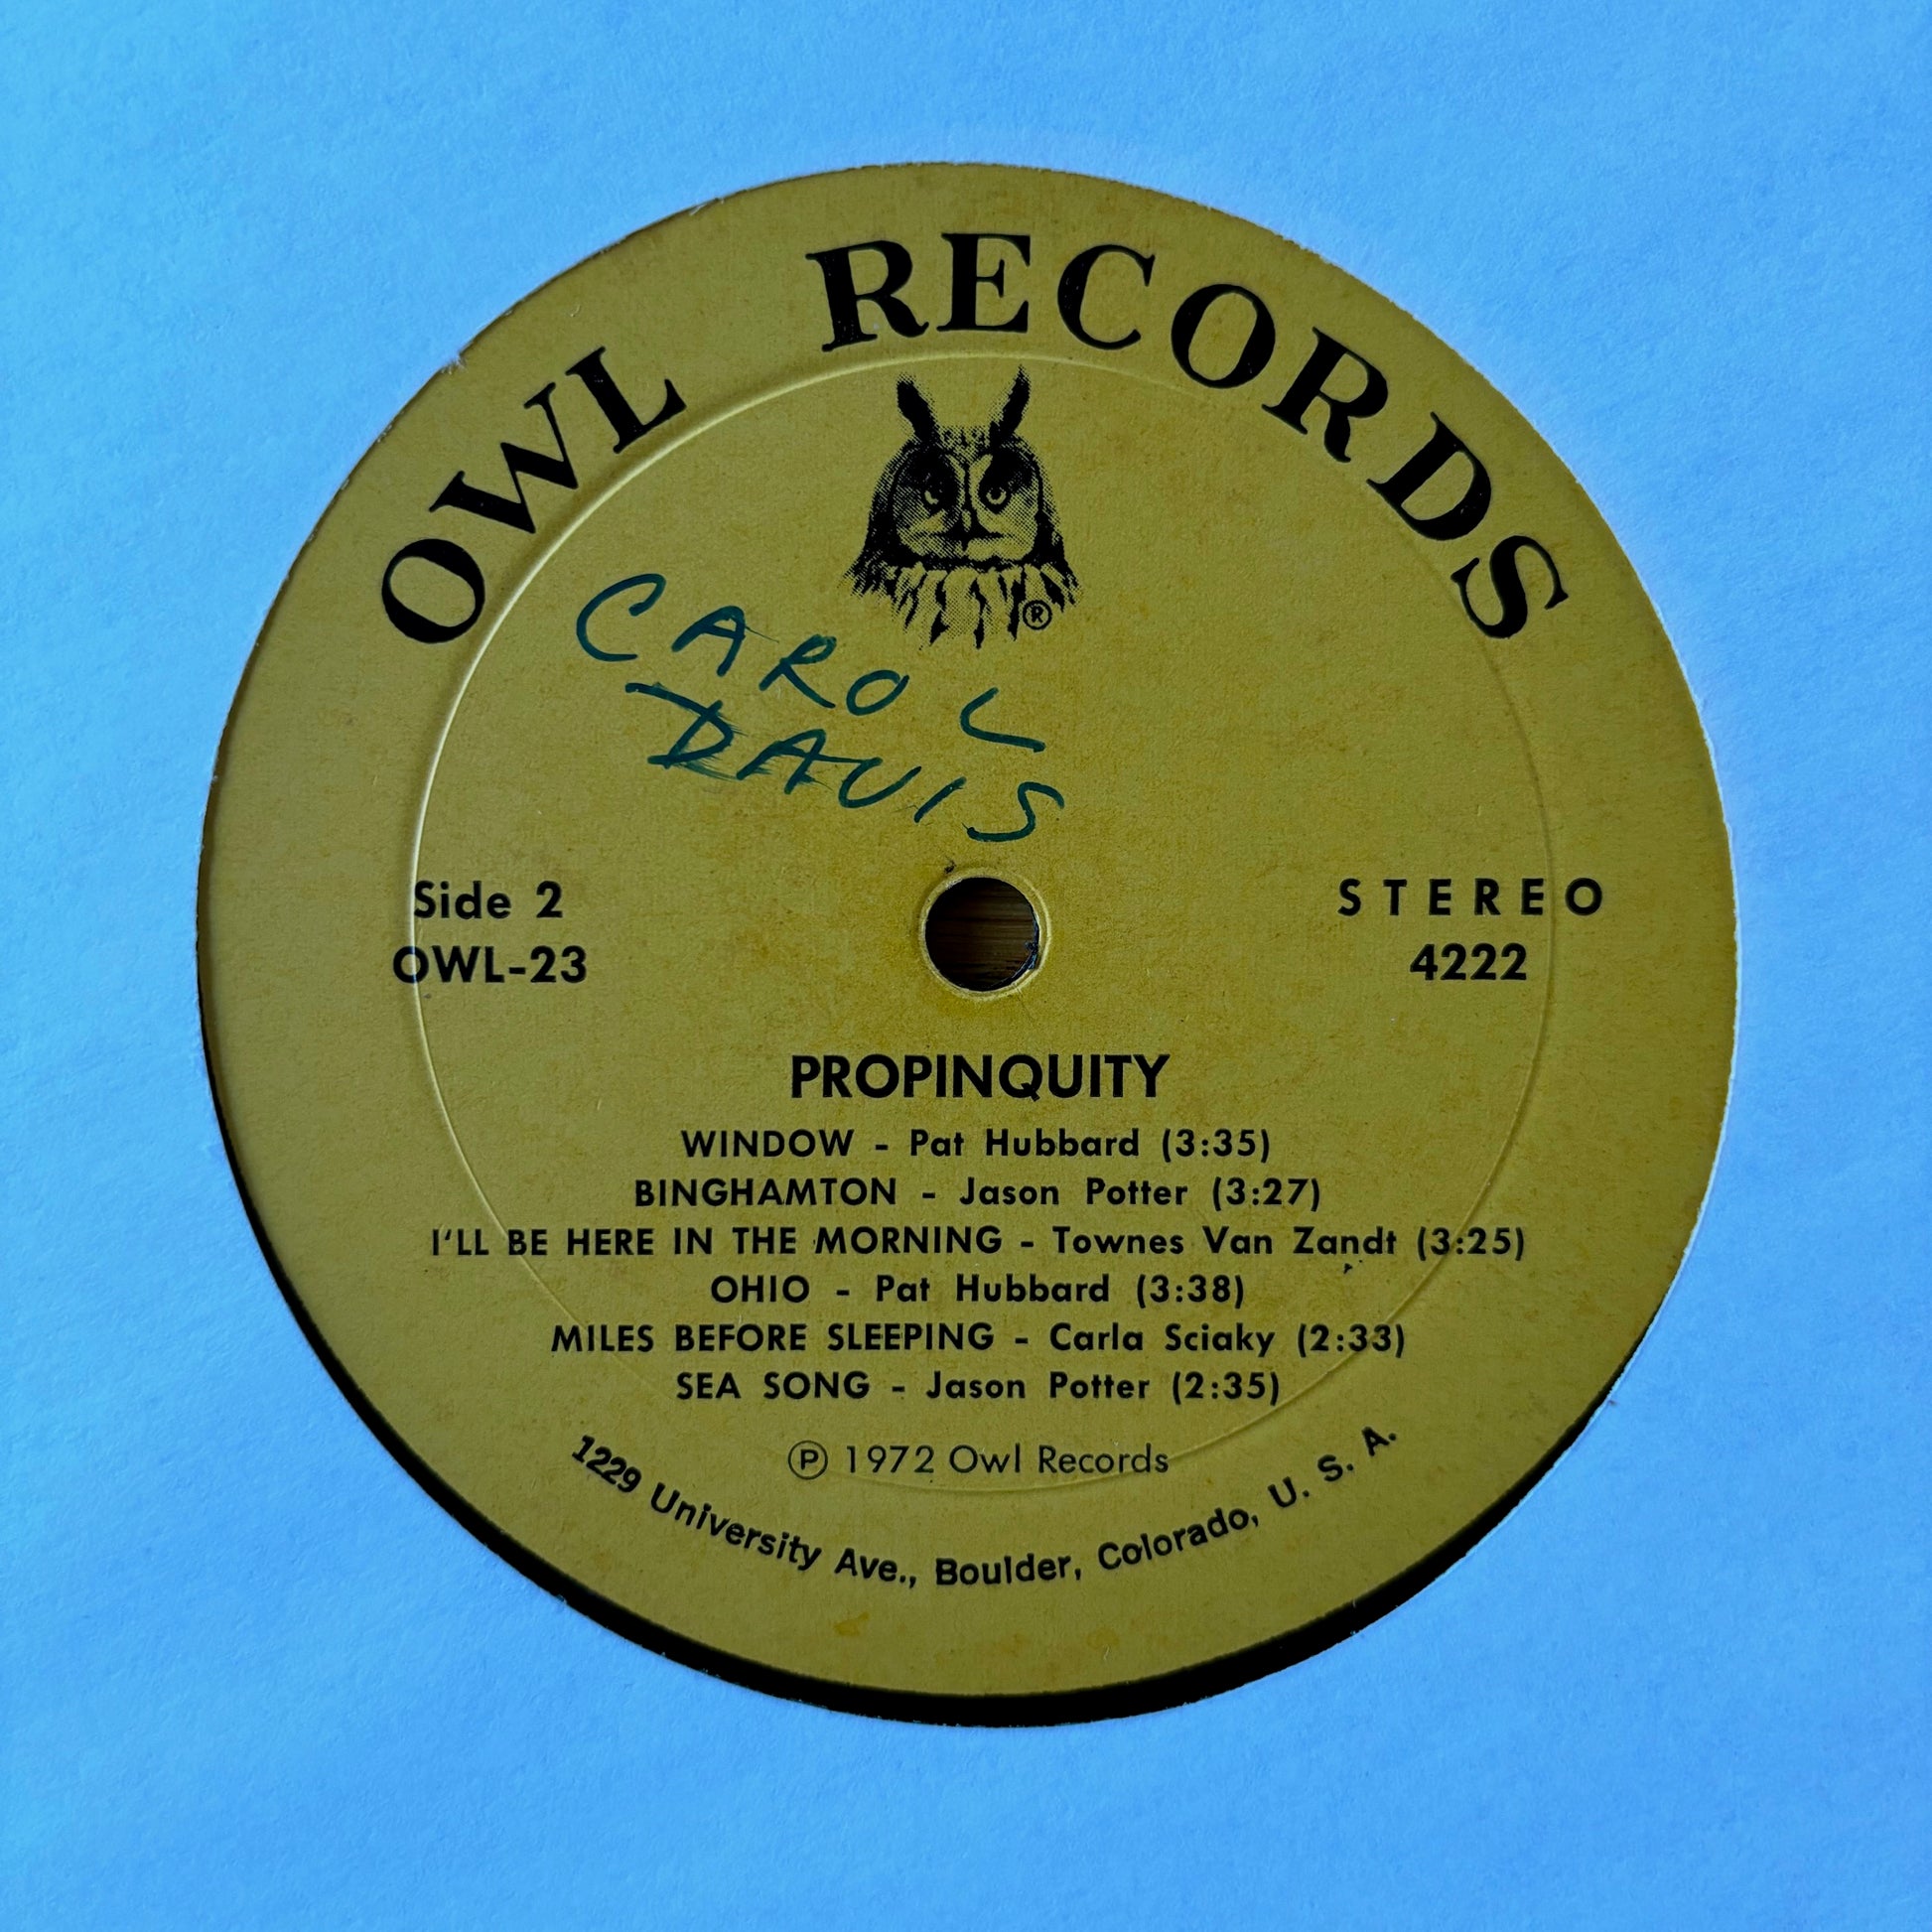 OWL RECORDS
®
CAROL
DAVIS
Side 2
OWL-23
STEREO
4222
PROPINQUITY
WINDOW - Pat Hubbard (3:35)
BINGHAMTON - Jason Potter (3:27)
I'LL BE HERE IN THE MORNING - Townes Van Zandt (3:25)
OHIO - Pat Hubbard (3:38)
MILES BEFORE SLEEPING - Carla Sciaky (2:33)
SEA SONG - Jason Potter (2:35)
℗ 1972 Owl Records
1229 University Ave., Boulder, Colorado, U. S. A.